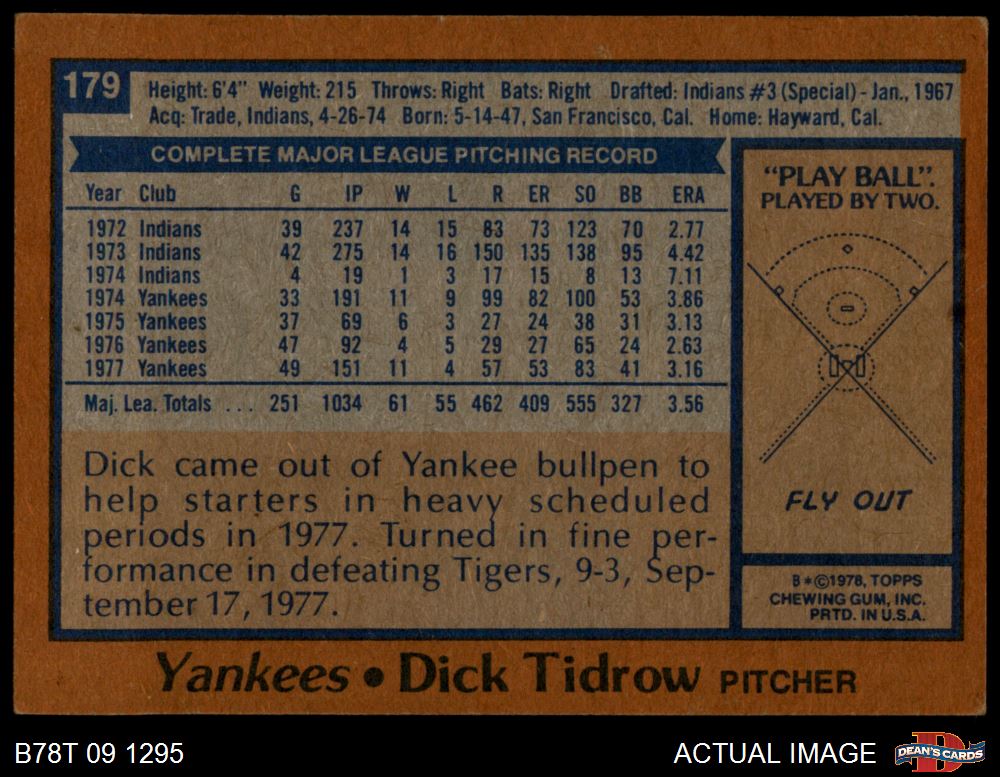 179
Height: 6'4" Weight: 215 Throws: Right Bats: Right Drafted: Indians #3 (Special) - Jan., 1967
Acq: Trade, Indians, 4-26-74 Born: 5-14-47, San Francisco, Cal. Home: Hayward, Cal.
COMPLETE MAJOR LEAGUE PITCHING RECORD
Year Club G IP W L R ER SO BB ERA
1972 Indians 39 237 14 15 83 73 123 70 2.77
1973 Indians 42 275 14 16 150 135 138 95 4.42
1974 Indians 4 19 1 3 17 15 8 13 7.11
1974 Yankees 33 191 11 9 99 82 100 53 3.86
1975 Yankees 37 69 6 3 27 24 38 31 3.13
1976 Yankees 47 92 4 5 29 27 65 24 2.63
1977 Yankees 49 151 11 4 57 53 83 41 3.16
Maj. Lea. Totals ... 251 1034 61 55 462 409 555 327 3.56
Dick came out of Yankee bullpen to
help starters in heavy scheduled
periods in 1977. Turned in fine per-
formance in defeating Tigers, 9-3, Sep-
tember 17, 1977.
"PLAY BALL".
PLAYED BY TWO.
FLY OUT
B*©1978, TOPPS
CHEWING GUM, INC.
PRTD. IN U.S.A.
Yankees • Dick Tidrow PITCHER
B78T 09 1295
ACTUAL IMAGE
D
DEAN'S CARDS